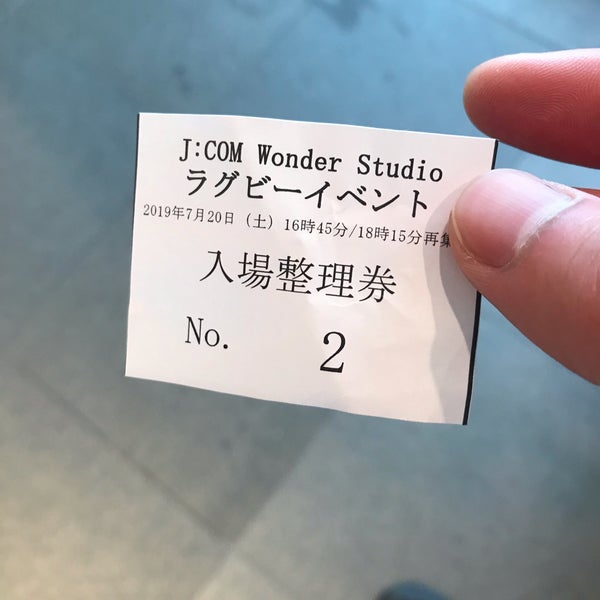 J:COM Wonder Studio
ラグビーイベント
2019年7月20日（土）16時45分/18時15分再集
入場整理券
No. 2